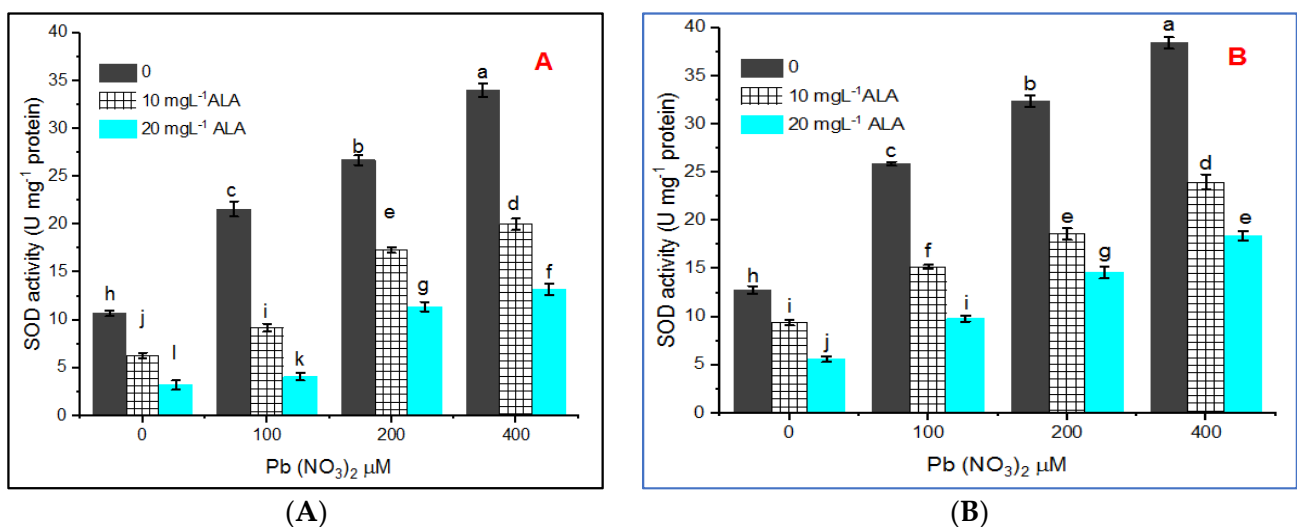 A
SOD activity (U mg⁻¹ protein)
40
35
30
25
20
15
10
5
0
0
10 mgL⁻¹ALA
20 mgL⁻¹ ALA
h
j
l
c
i
k
b
e
g
a
d
f
0
100
200
400
Pb (NO₃)₂ μM
(A)
B
SOD activity (U mg⁻¹ protein)
40
35
30
25
20
15
10
5
0
0
10 mgL⁻¹ALA
20 mgL⁻¹ ALA
h
i
j
c
f
i
b
e
g
a
d
e
0
100
200
400
Pb (NO₃)₂ μM
(B)